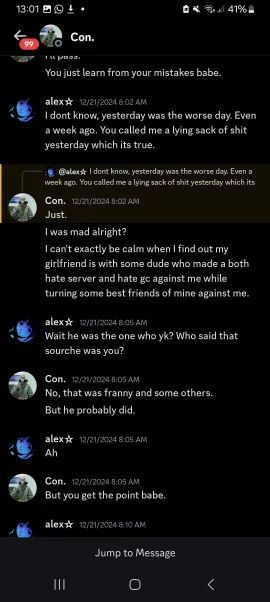 13:01
41%
99
Con.
I'll pass.
You just learn from your mistakes babe.
alex☆ 12/21/2024 8:02 AM
I dont know, yesterday was the worse day. Even
a week ago. You called me a lying sack of shit
yesterday which its true.
@alex☆ I dont know, yesterday was the worse day. Even a
week ago. You called me a lying sack of shit yesterday which its
Con. 12/21/2024 8:02 AM
Just.
I was mad alright?
I can't exactly be calm when I find out my
girlfriend is with some dude who made a both
hate server and hate gc against me while
turning some best friends of mine against me.
alex☆ 12/21/2024 8:05 AM
Wait he was the one who yk? Who said that
sourche was you?
Con. 12/21/2024 8:05 AM
No, that was franny and some others.
But he probably did.
alex☆ 12/21/2024 8:05 AM
Ah
Con. 12/21/2024 8:05 AM
But you get the point babe.
alex☆ 12/21/2024 8:10 AM
Jump to Message